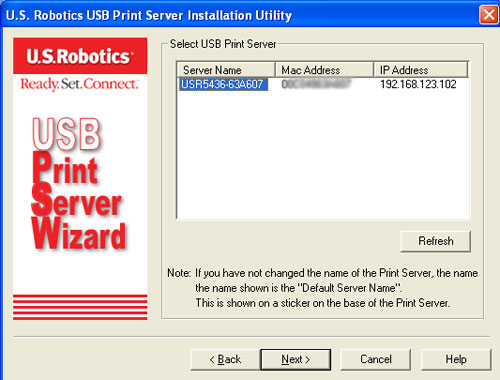 U.S. Robotics USB Print Server Installation Utility
U.S.Robotics®
Ready. Set. Connect.™
USB
Print
Server
Wizard
Select USB Print Server
Server Name Mac Address IP Address
USR5436-63A607 192.168.123.102
Refresh
Note: If you have not changed the name of the Print Server, the name
the name shown is the "Default Server Name".
This is shown on a sticker on the base of the Print Server.
< Back Next > Cancel Help